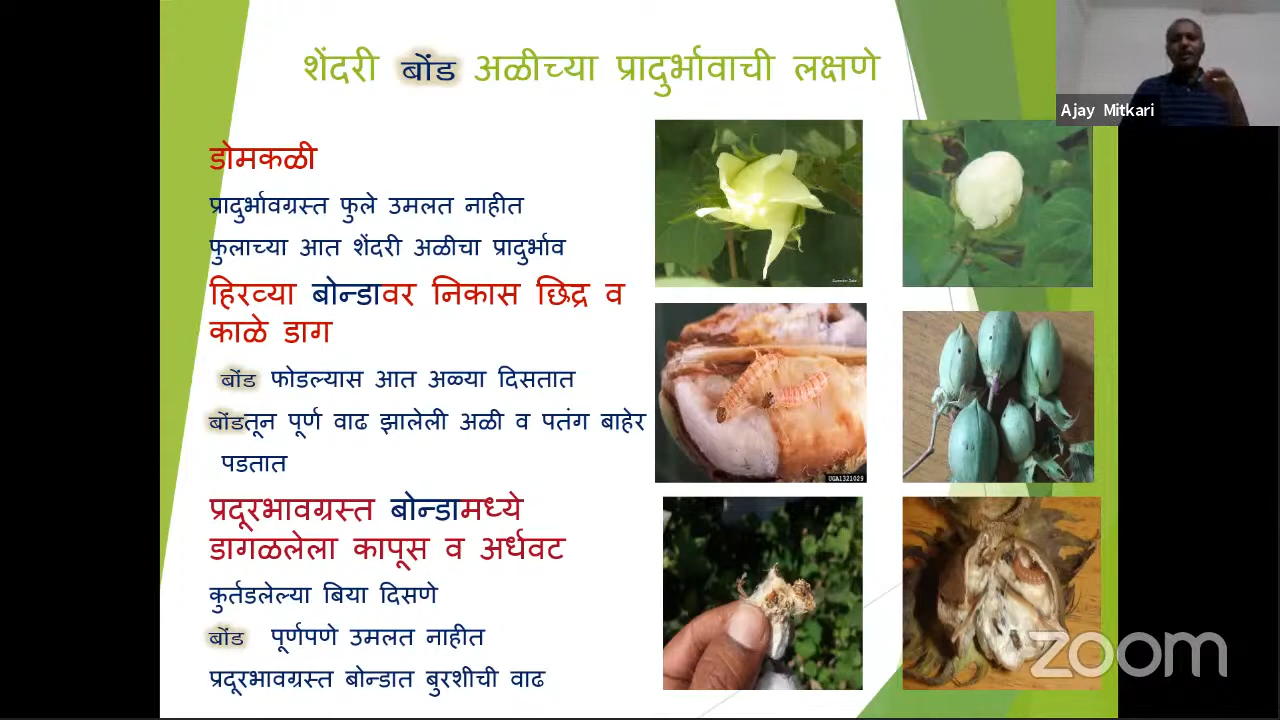 शेंदरी बोंड अळीच्या प्रादुर्भावाची लक्षणे
Ajay Mitkari
डोमकळी
प्रादुर्भावग्रस्त फुले उमलत नाहीत
फुलाच्या आत शेंदरी अळीचा प्रादुर्भाव
हिरव्या बोन्डावर निकास छिद्र व
काळे डाग
बोंड फोडल्यास आत अळ्या दिसतात
बोंडतून पूर्ण वाढ झालेली अळी व पतंग बाहेर
पडतात
प्रदूरभावग्रस्त बोन्डामध्ये
डागळलेला कापूस व अर्धवट
कुर्तडलेल्या बिया दिसणे
बोंड पूर्णपणे उमलत नाहीत
प्रदूरभावग्रस्त बोन्डात बुरशीची वाढ
UGA1321029
zoom